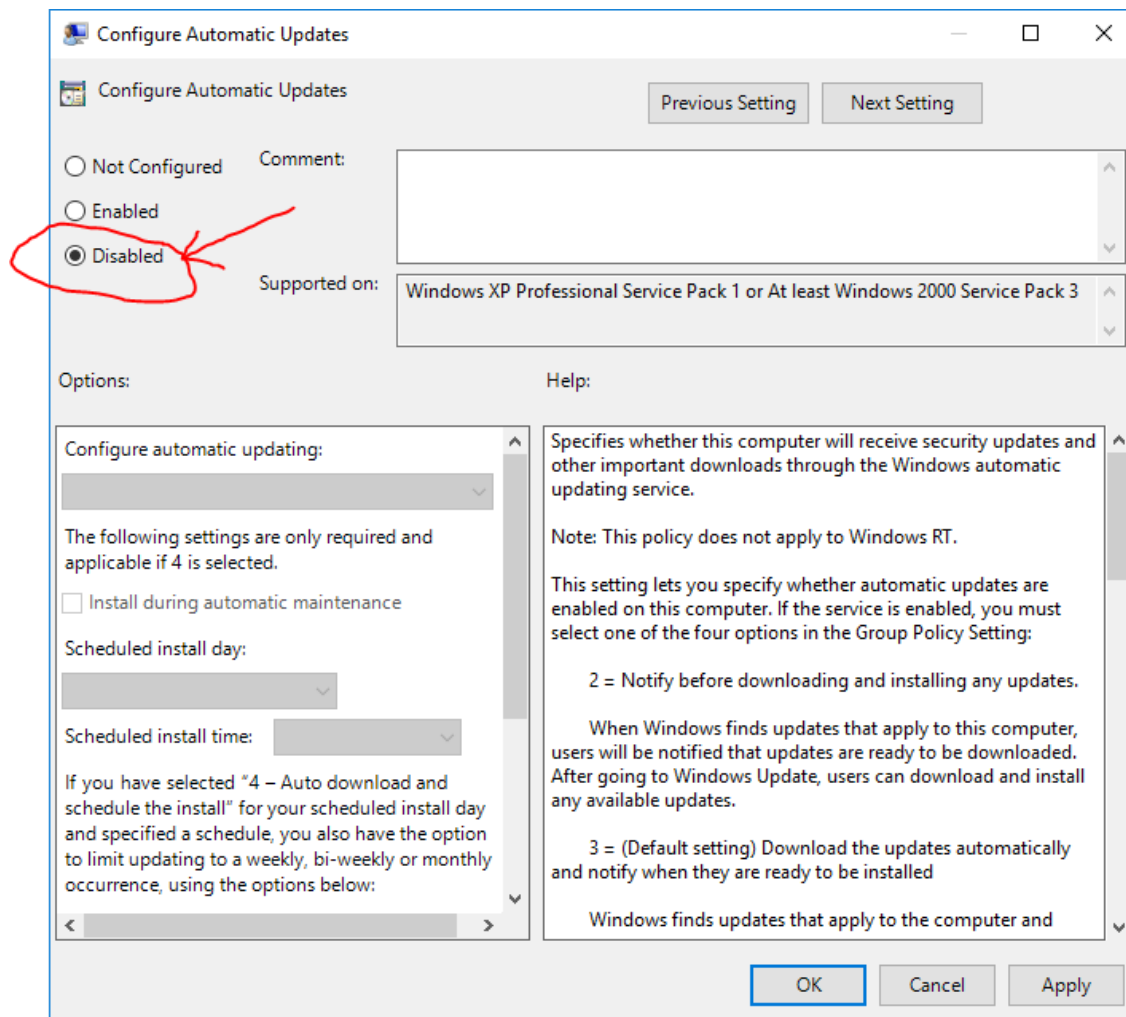 Configure Automatic Updates
Configure Automatic Updates
Previous Setting
Next Setting
Not Configured
Enabled
Disabled
Comment:
Supported on:
Windows XP Professional Service Pack 1 or At least Windows 2000 Service Pack 3
Options:
Help:
Configure automatic updating:
The following settings are only required and
applicable if 4 is selected.
Install during automatic maintenance
Scheduled install day:
Scheduled install time:
If you have selected “4 – Auto download and
schedule the install” for your scheduled install day
and specified a schedule, you also have the option
to limit updating to a weekly, bi-weekly or monthly
occurrence, using the options below:
Specifies whether this computer will receive security updates and
other important downloads through the Windows automatic
updating service.
Note: This policy does not apply to Windows RT.
This setting lets you specify whether automatic updates are
enabled on this computer. If the service is enabled, you must
select one of the four options in the Group Policy Setting:
2 = Notify before downloading and installing any updates.
When Windows finds updates that apply to this computer,
users will be notified that updates are ready to be downloaded.
After going to Windows Update, users can download and install
any available updates.
3 = (Default setting) Download the updates automatically
and notify when they are ready to be installed
Windows finds updates that apply to the computer and
OK
Cancel
Apply